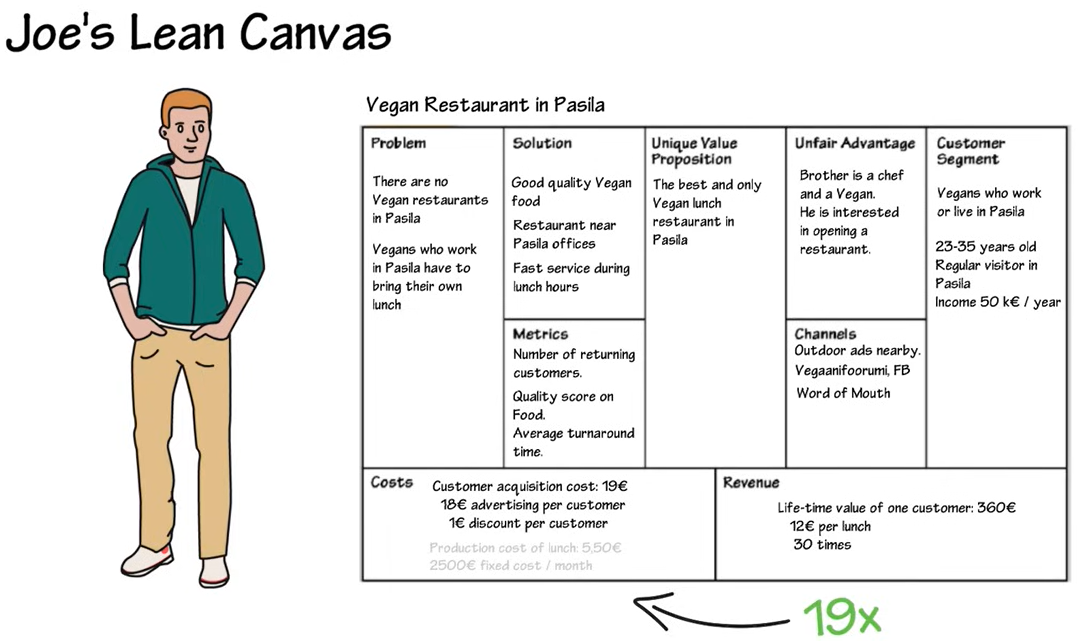 Joe's Lean Canvas
Vegan Restaurant in Pasila
Problem
There are no
Vegan restaurants
in Pasila
Vegans who work
in Pasila have to
bring their own
lunch
Solution
Good quality Vegan
food
Restaurant near
Pasila offices
Fast service during
lunch hours
Metrics
Number of returning
customers.
Quality score on
Food.
Average turnaround
time.
Unique Value
Proposition
The best and only
Vegan lunch
restaurant in
Pasila
Unfair Advantage
Brother is a chef
and a Vegan.
He is interested
in opening a
restaurant.
Channels
Outdoor ads nearby.
Vegaanifoorumi, FB
Word of Mouth
Customer
Segment
Vegans who work
or live in Pasila
23-35 years old
Regular visitor in
Pasila
Income 50 k€ / year
Costs
Customer acquisition cost: 19€
18€ advertising per customer
1€ discount per customer
Production cost of lunch: 5,50€
2500€ fixed cost / month
Revenue
Life-time value of one customer: 360€
12€ per lunch
30 times
19x